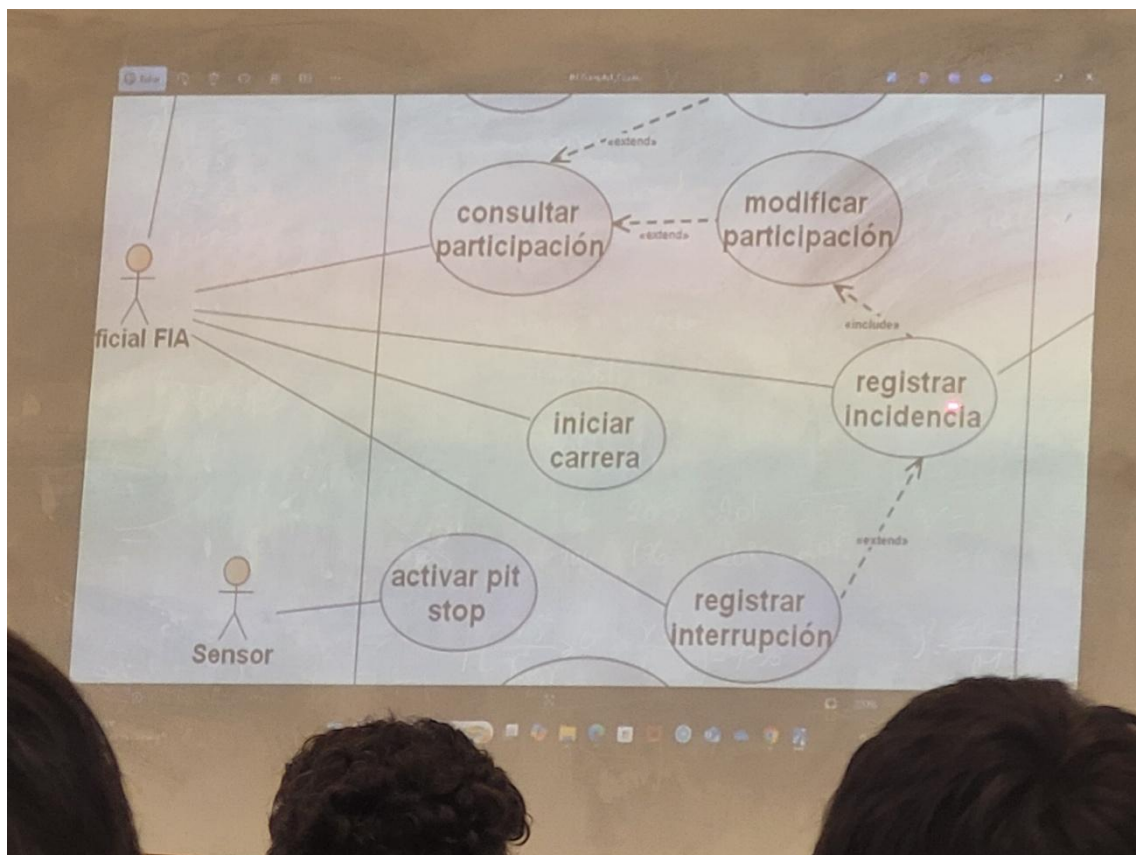 «extend»
consultar
participación
modificar
participación
«extend»
«include»
ficial FIA
registrar
incidencia
iniciar
carrera
«extend»
activar pit
stop
registrar
interrupción
Sensor